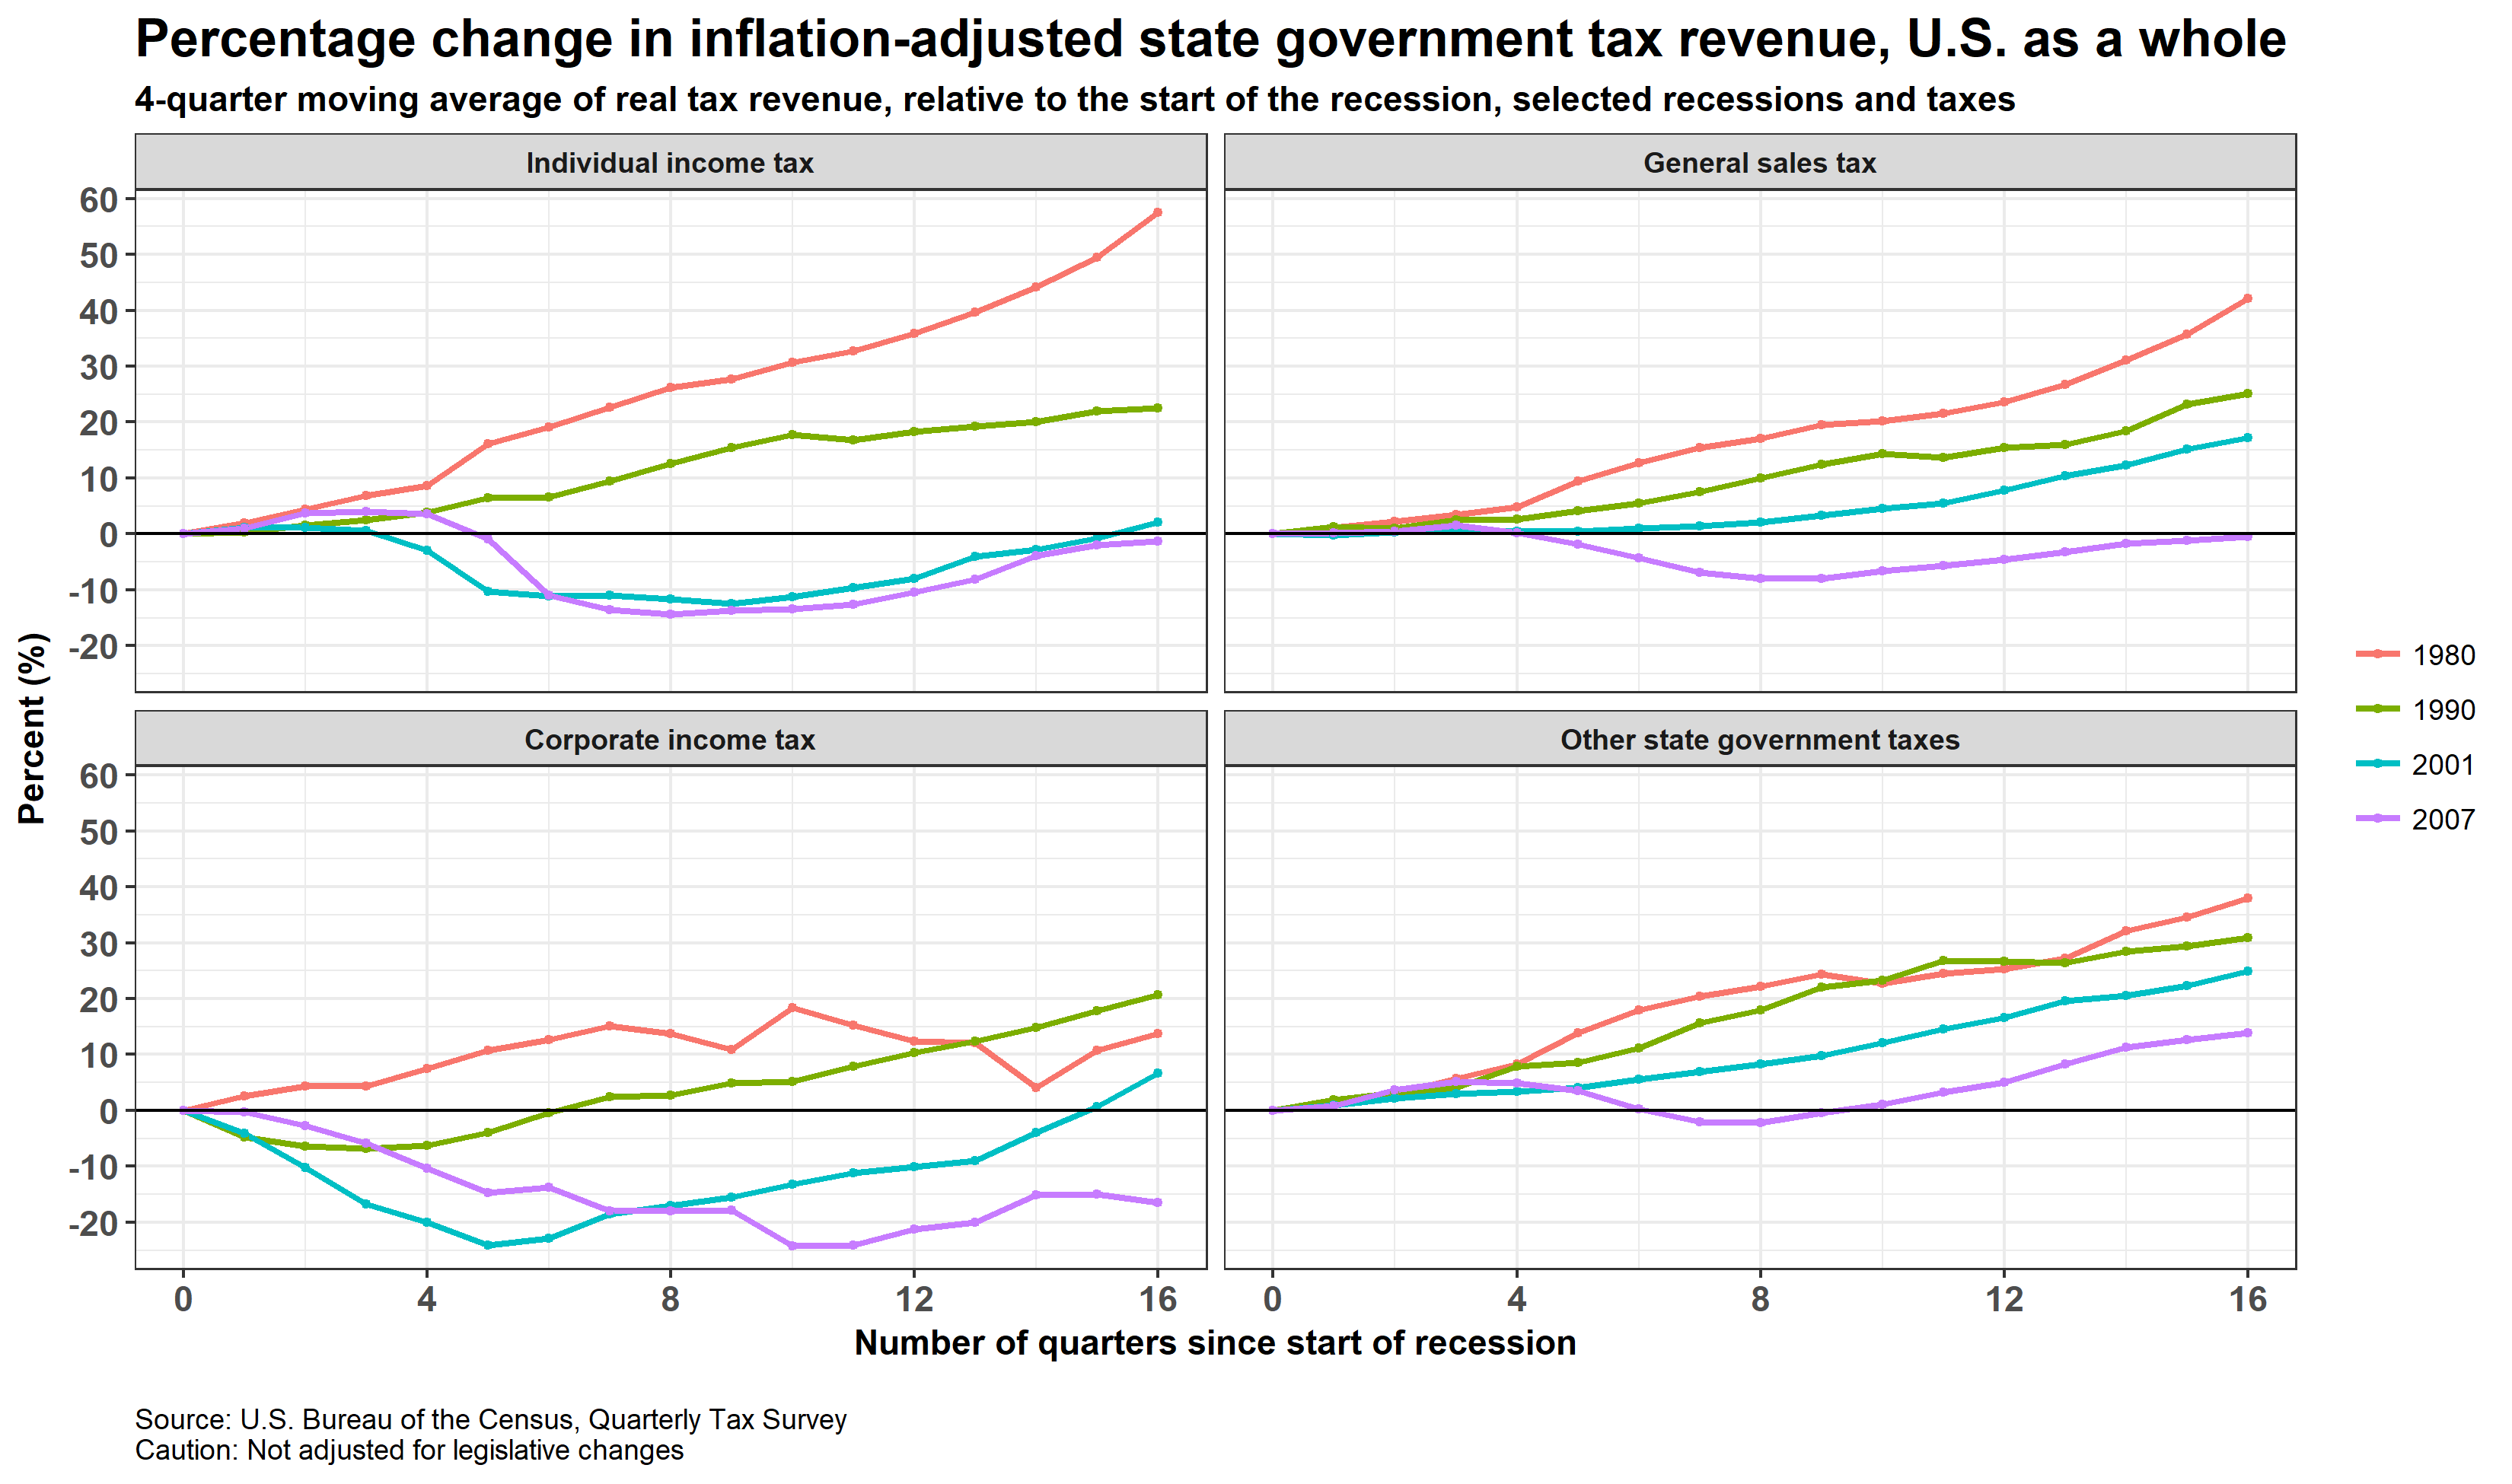 Percentage change in inflation-adjusted state government tax revenue, U.S. as a whole
4-quarter moving average of real tax revenue, relative to the start of the recession, selected recessions and taxes
Individual income tax
General sales tax
60
50
40
30
20
10
0
-10
-20
Percent (%)
1980
1990
2001
2007
Corporate income tax
Other state government taxes
60
50
40
30
20
10
0
-10
-20
0 4 8 12 16
0 4 8 12 16
Number of quarters since start of recession
Source: U.S. Bureau of the Census, Quarterly Tax Survey
Caution: Not adjusted for legislative changes